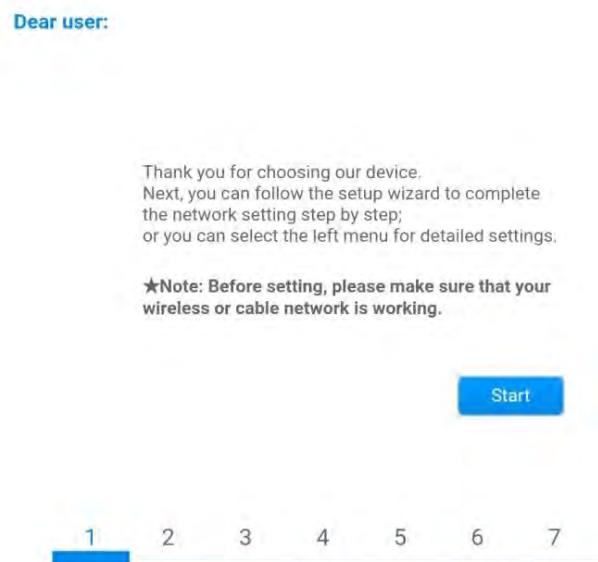 Dear user:
Thank you for choosing our device.
Next, you can follow the setup wizard to complete
the network setting step by step;
or you can select the left menu for detailed settings.
★Note: Before setting, please make sure that your
wireless or cable network is working.
Start
1 2 3 4 5 6 7